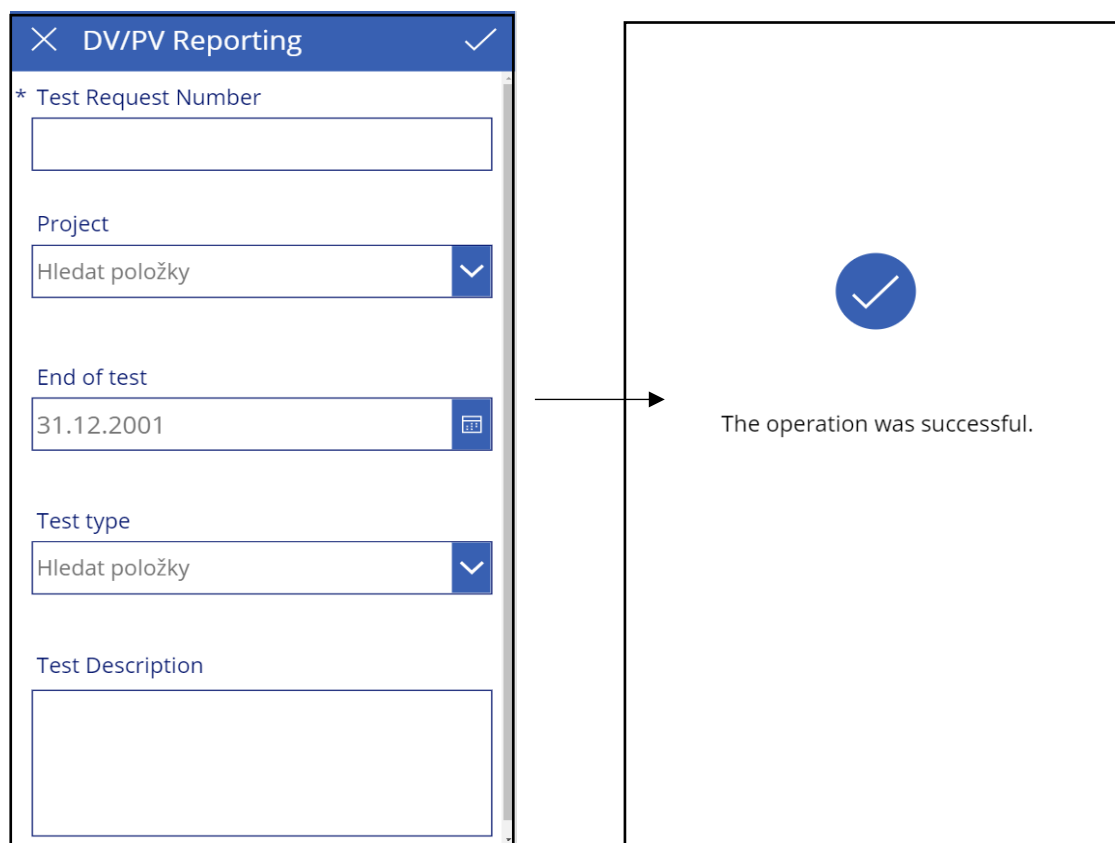 DV/PV Reporting
* Test Request Number
Project
Hledat položky
End of test
31.12.2001
Test type
Hledat položky
Test Description
The operation was successful.